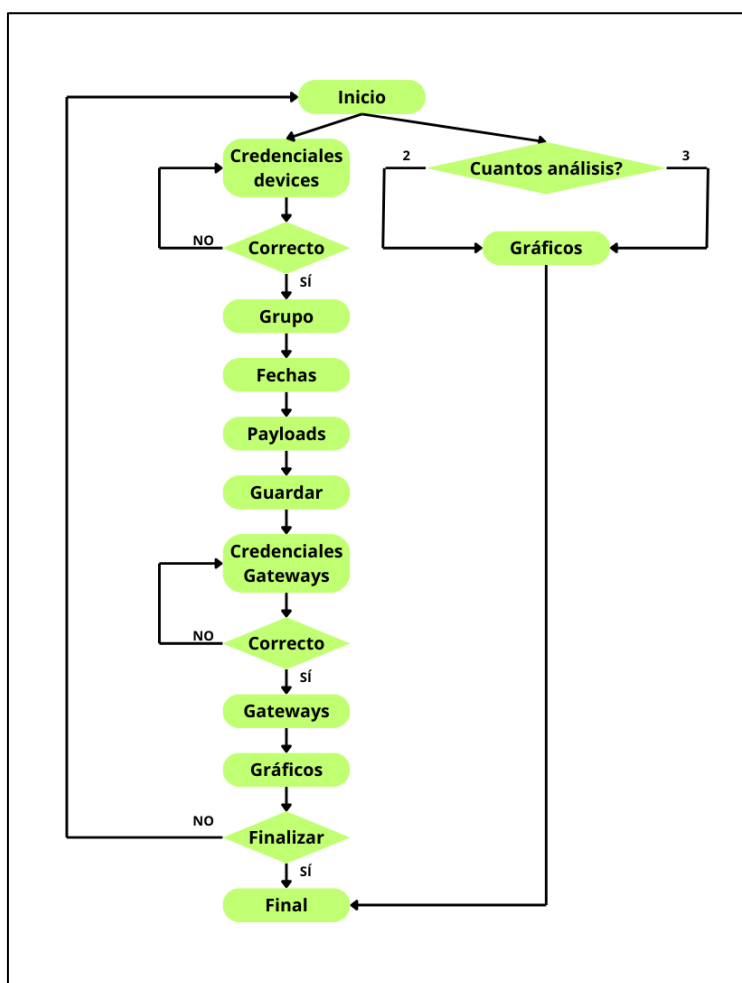 Inicio
Credenciales
devices
2
Cuantos análisis?
3
NO
Correcto
Gráficos
SÍ
Grupo
Fechas
Payloads
Guardar
Credenciales
Gateways
NO
Correcto
SÍ
Gateways
Gráficos
NO
Finalizar
SÍ
Final